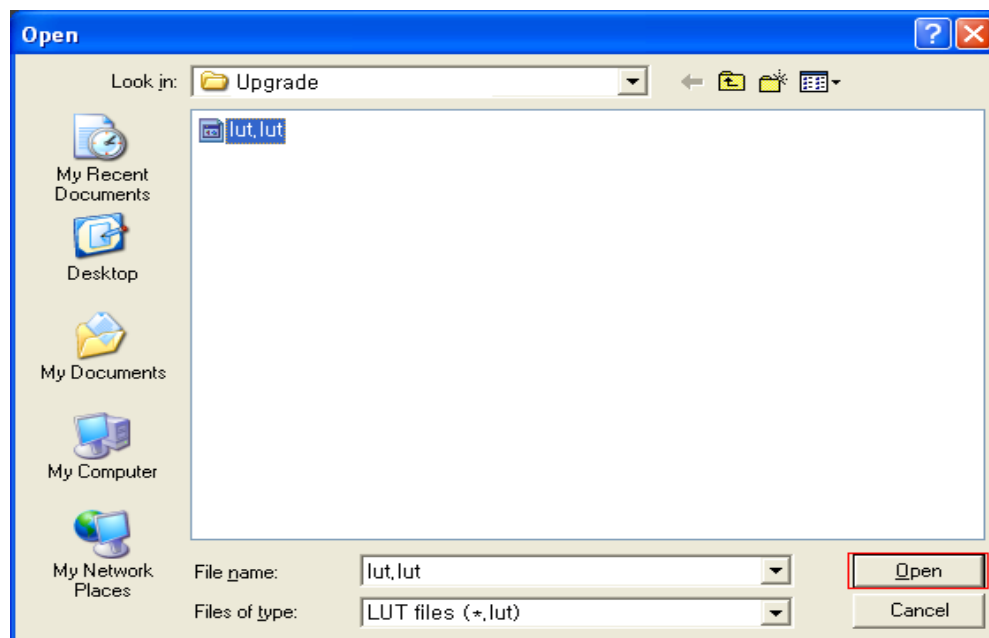 Open
Look in:
Upgrade
lut.lut
My Recent
Documents
Desktop
My Documents
My Computer
My Network
Places
File name:
lut.lut
Open
Files of type:
LUT files (*.lut)
Cancel